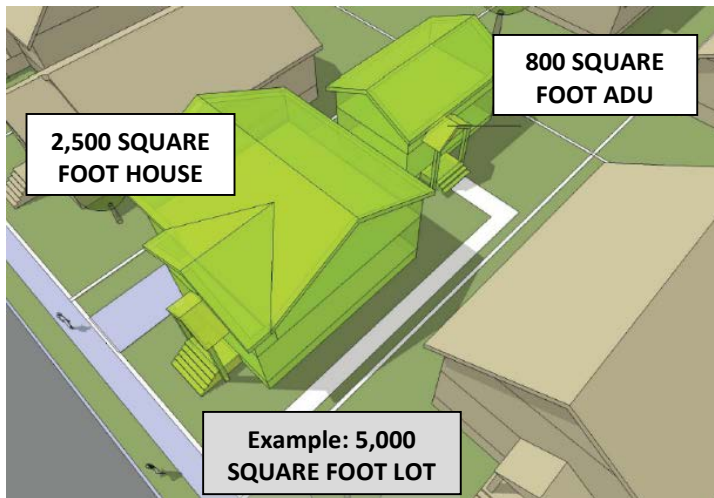 800 SQUARE
FOOT ADU
2,500 SQUARE
FOOT HOUSE
Example: 5,000
SQUARE FOOT LOT